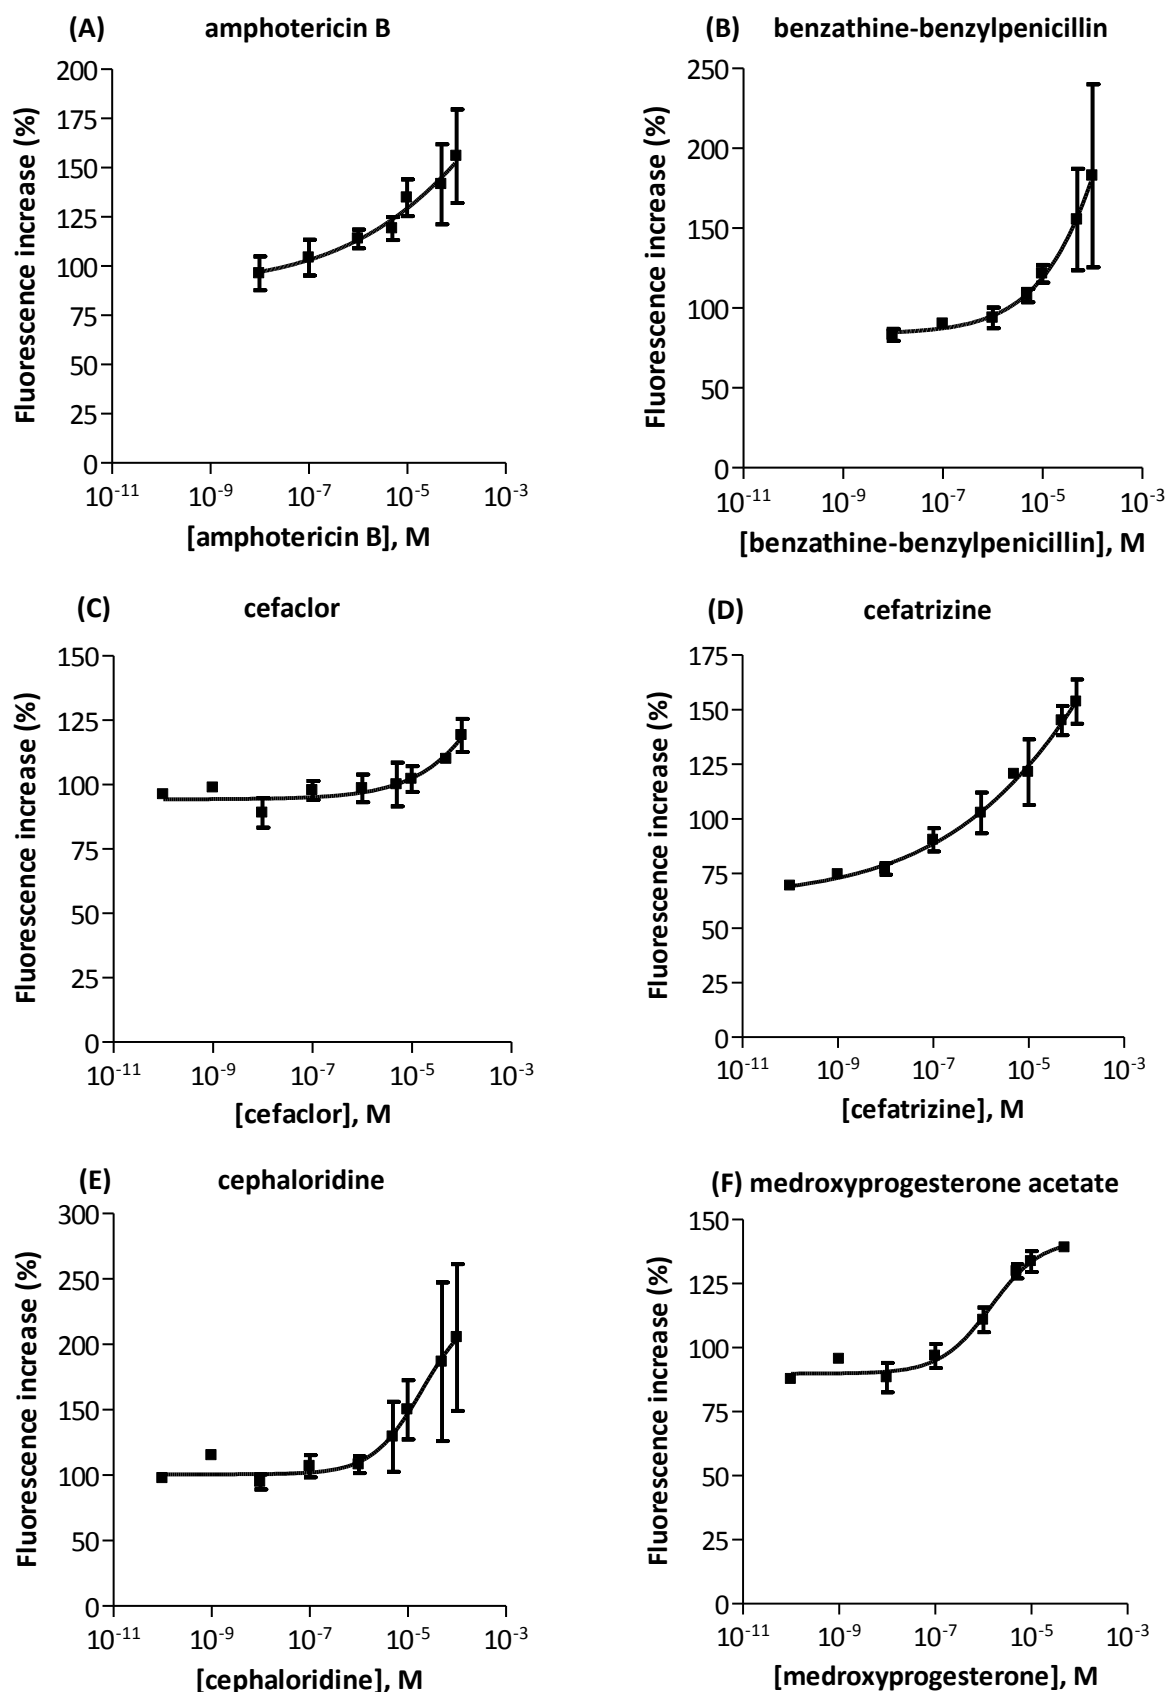 (A) amphotericin B
Fluorescence increase (%)
200
175
150
125
100
75
50
25
0
10⁻¹¹ 10⁻⁹ 10⁻⁷ 10⁻⁵ 10⁻³
[amphotericin B], M
(B) benzathine-benzylpenicillin
Fluorescence increase (%)
250
200
150
100
50
0
10⁻¹¹ 10⁻⁹ 10⁻⁷ 10⁻⁵ 10⁻³
[benzathine-benzylpenicillin], M
(C) cefaclor
Fluorescence increase (%)
150
125
100
75
50
25
0
10⁻¹¹ 10⁻⁹ 10⁻⁷ 10⁻⁵ 10⁻³
[cefaclor], M
(D) cefatrizine
Fluorescence increase (%)
175
150
125
100
75
50
25
0
10⁻¹¹ 10⁻⁹ 10⁻⁷ 10⁻⁵ 10⁻³
[cefatrizine], M
(E) cephaloridine
Fluorescence increase (%)
300
250
200
150
100
50
0
10⁻¹¹ 10⁻⁹ 10⁻⁷ 10⁻⁵ 10⁻³
[cephaloridine], M
(F) medroxyprogesterone acetate
Fluorescence increase (%)
150
125
100
75
50
25
0
10⁻¹¹ 10⁻⁹ 10⁻⁷ 10⁻⁵ 10⁻³
[medroxyprogesterone], M